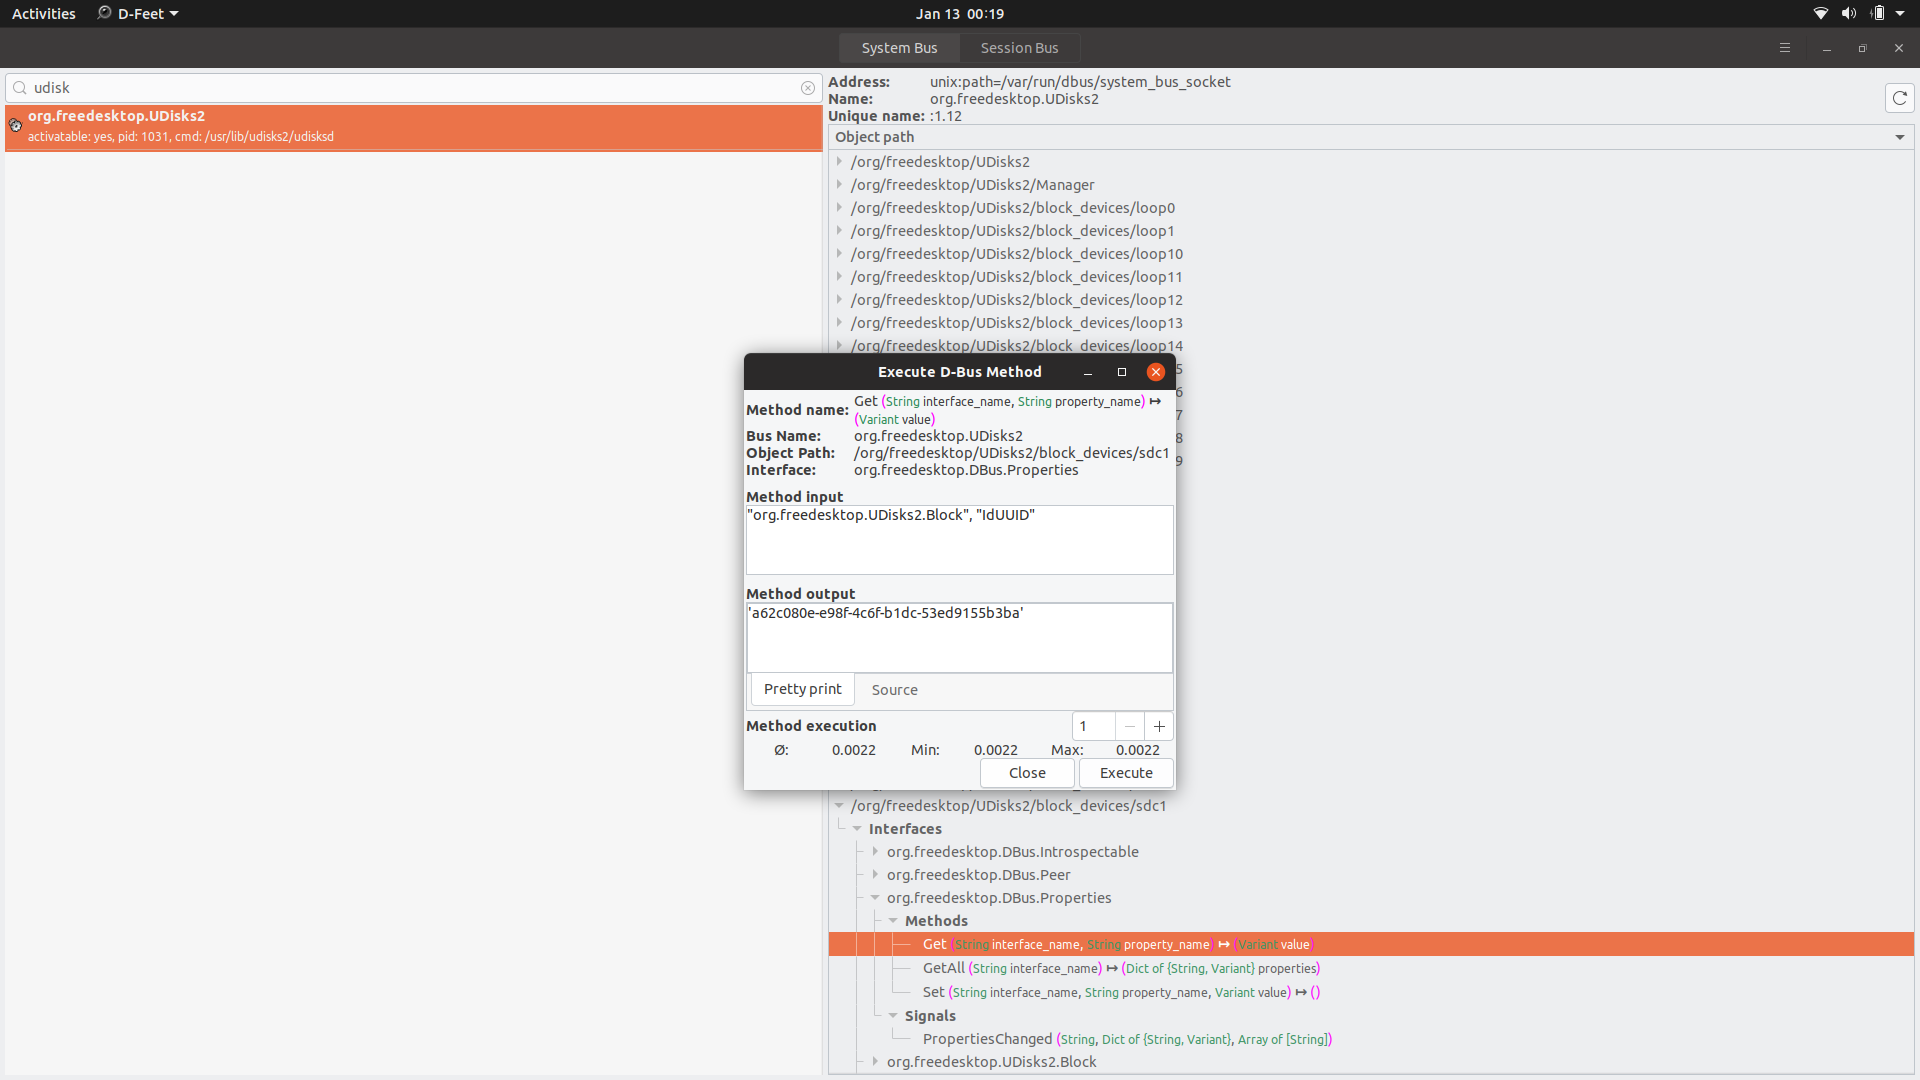 Activities D-Feet Jan 13 00:19
System Bus Session Bus
udisk
org.freedesktop.UDisks2
activatable: yes, pid: 1031, cmd: /usr/lib/udisks2/udisksd
Address: unix:path=/var/run/dbus/system_bus_socket
Name: org.freedesktop.UDisks2
Unique name: :1.12
Object path
/org/freedesktop/UDisks2
/org/freedesktop/UDisks2/Manager
/org/freedesktop/UDisks2/block_devices/loop0
/org/freedesktop/UDisks2/block_devices/loop1
/org/freedesktop/UDisks2/block_devices/loop10
/org/freedesktop/UDisks2/block_devices/loop11
/org/freedesktop/UDisks2/block_devices/loop12
/org/freedesktop/UDisks2/block_devices/loop13
/org/freedesktop/UDisks2/block_devices/loop14
5
6
7
8
9
Execute D-Bus Method
Method name: Get (String interface_name, String property_name) ↦
(Variant value)
Bus Name: org.freedesktop.UDisks2
Object Path: /org/freedesktop/UDisks2/block_devices/sdc1
Interface: org.freedesktop.DBus.Properties
Method input
"org.freedesktop.UDisks2.Block", "IdUUID"
Method output
'a62c080e-e98f-4c6f-b1dc-53ed9155b3ba'
Pretty print Source
Method execution 1 − +
Ø: 0.0022 Min: 0.0022 Max: 0.0022
Close Execute
/org/freedesktop/UDisks2/block_devices/sdc1
Interfaces
org.freedesktop.DBus.Introspectable
org.freedesktop.DBus.Peer
org.freedesktop.DBus.Properties
Methods
Get (String interface_name, String property_name) ↦ (Variant value)
GetAll (String interface_name) ↦ (Dict of {String, Variant} properties)
Set (String interface_name, String property_name, Variant value) ↦ ()
Signals
PropertiesChanged (String, Dict of {String, Variant}, Array of [String])
org.freedesktop.UDisks2.Block